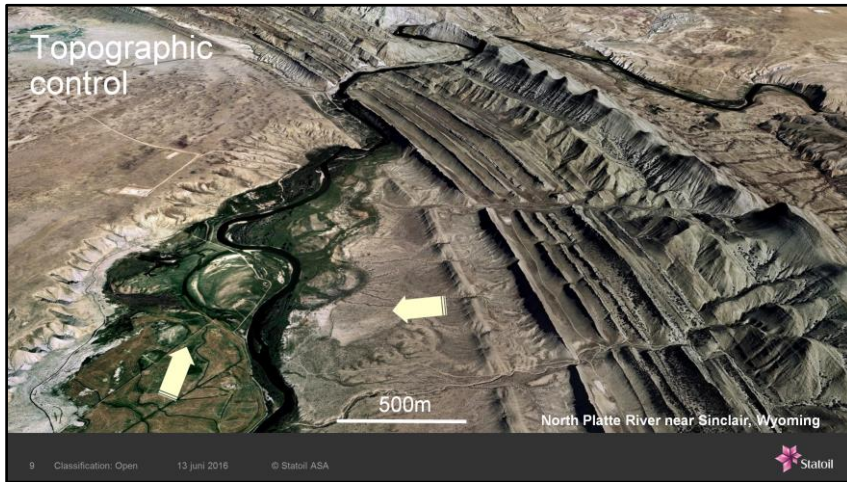 Topographic
control
500m
North Platte River near Sinclair, Wyoming
9 Classification: Open 13 juni 2016 © Statoil ASA
Statoil